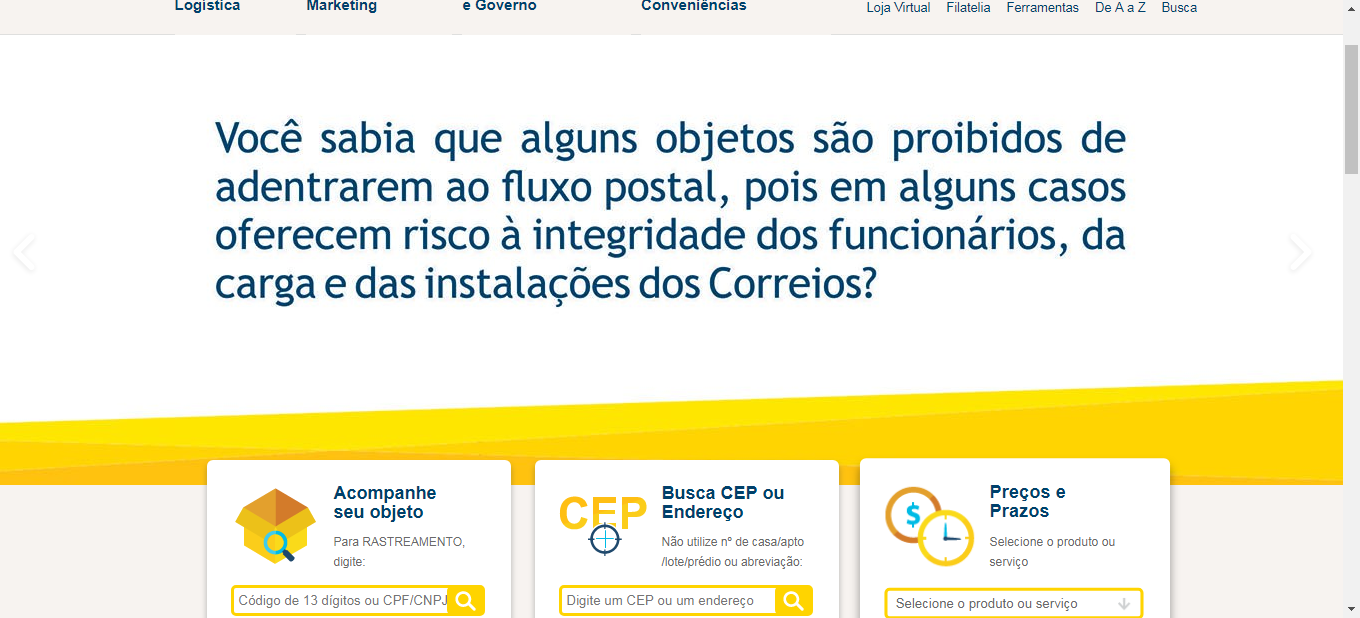 Logística Marketing e Governo Conveniências
Loja Virtual Filatelia Ferramentas De A a Z Busca
Você sabia que alguns objetos são proibidos de
adentrarem ao fluxo postal, pois em alguns casos
oferecem risco à integridade dos funcionários, da
carga e das instalações dos Correios?
Acompanhe
seu objeto
Para RASTREAMENTO,
digite:
Código de 13 dígitos ou CPF/CNPJ
CEP
Busca CEP ou
Endereço
Não utilize nº de casa/apto
/lote/prédio ou abreviação:
Digite um CEP ou um endereço
$
Preços e
Prazos
Selecione o produto ou
serviço
Selecione o produto ou serviço